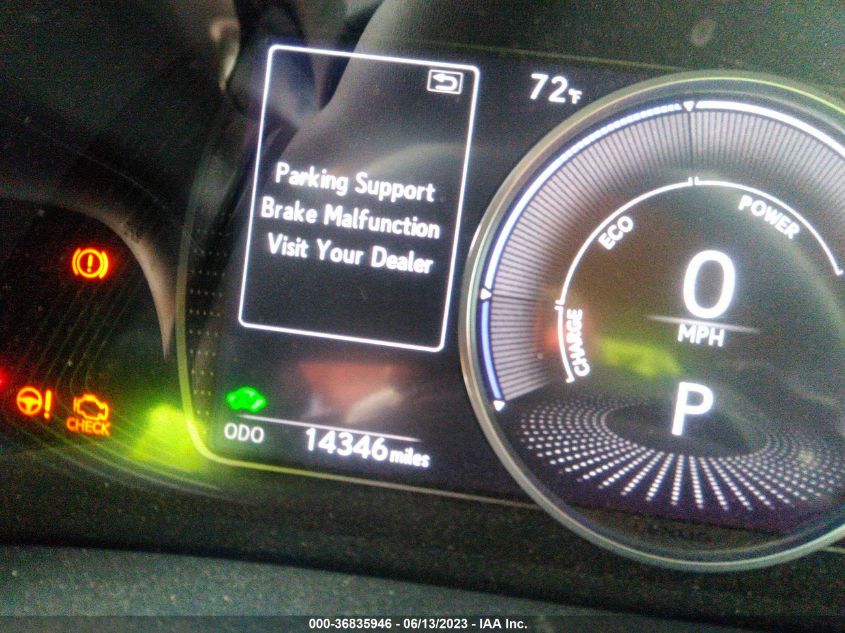 72°F
Parking Support
Brake Malfunction
Visit Your Dealer
ECO
POWER
CHARGE
0
MPH
P
CHECK
ODO 14346 miles
000-36835946 - 06/13/2023 - IAA Inc.